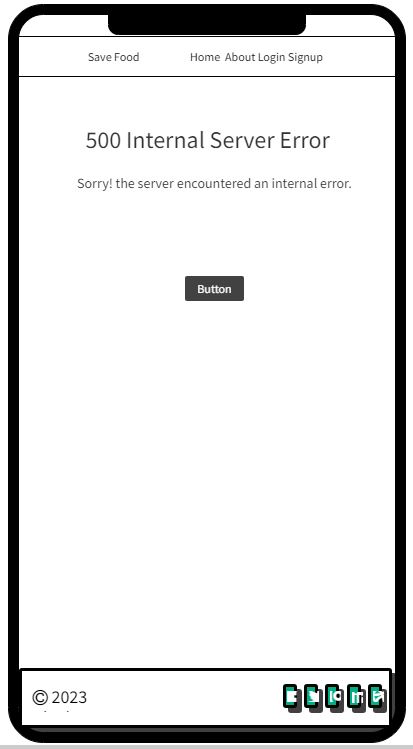 Save Food Home About Login Signup
500 Internal Server Error
Sorry! the server encountered an internal error.
Button
© 2023